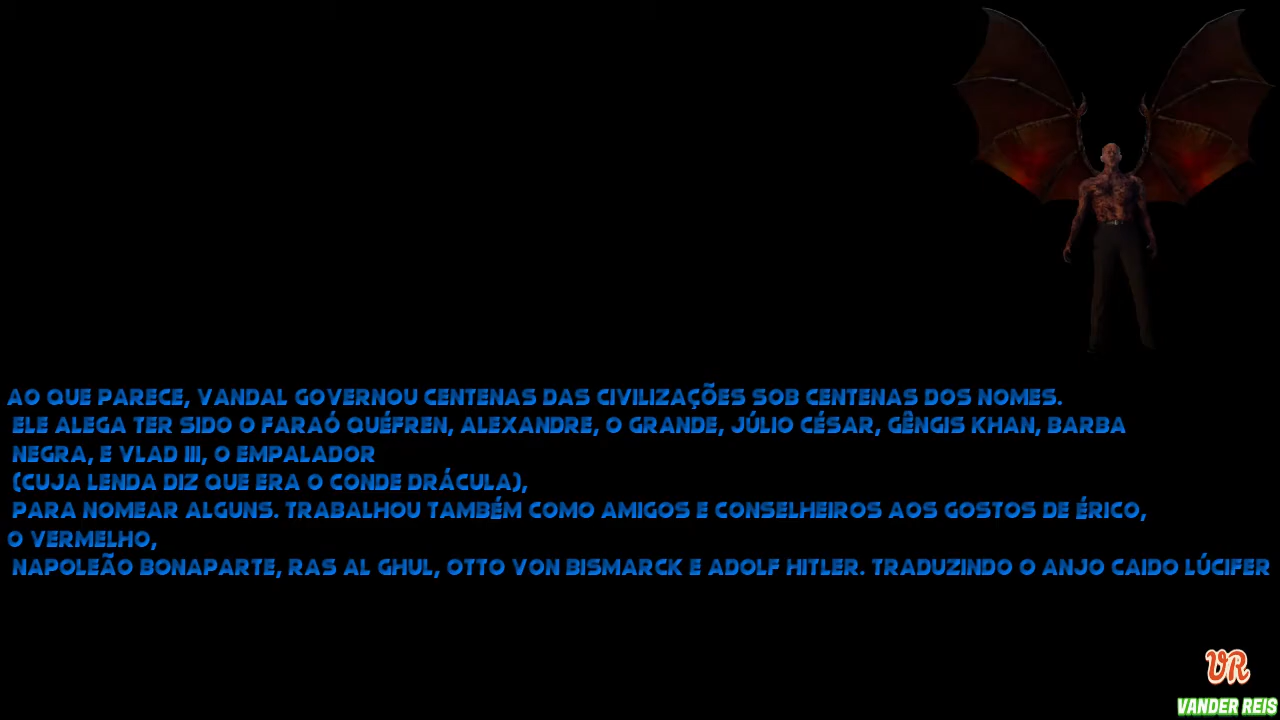 AO QUE PARECE, VANDAL GOVERNOU CENTENAS DAS CIVILIZAÇÕES SOB CENTENAS DOS NOMES.
ELE ALEGA TER SIDO O FARAÓ QUÉFREN, ALEXANDRE, O GRANDE, JÚLIO CÉSAR, GÊNGIS KHAN, BARBA
NEGRA, E VLAD III, O EMPALADOR
(CUJA LENDA DIZ QUE ERA O CONDE DRÁCULA),
PARA NOMEAR ALGUNS. TRABALHOU TAMBÉM COMO AMIGOS E CONSELHEIROS AOS GOSTOS DE ÉRICO,
O VERMELHO,
NAPOLEÃO BONAPARTE, RAS AL GHUL, OTTO VON BISMARCK E ADOLF HITLER. TRADUZINDO O ANJO CAIDO LÚCIFER
VR
VANDER REIS